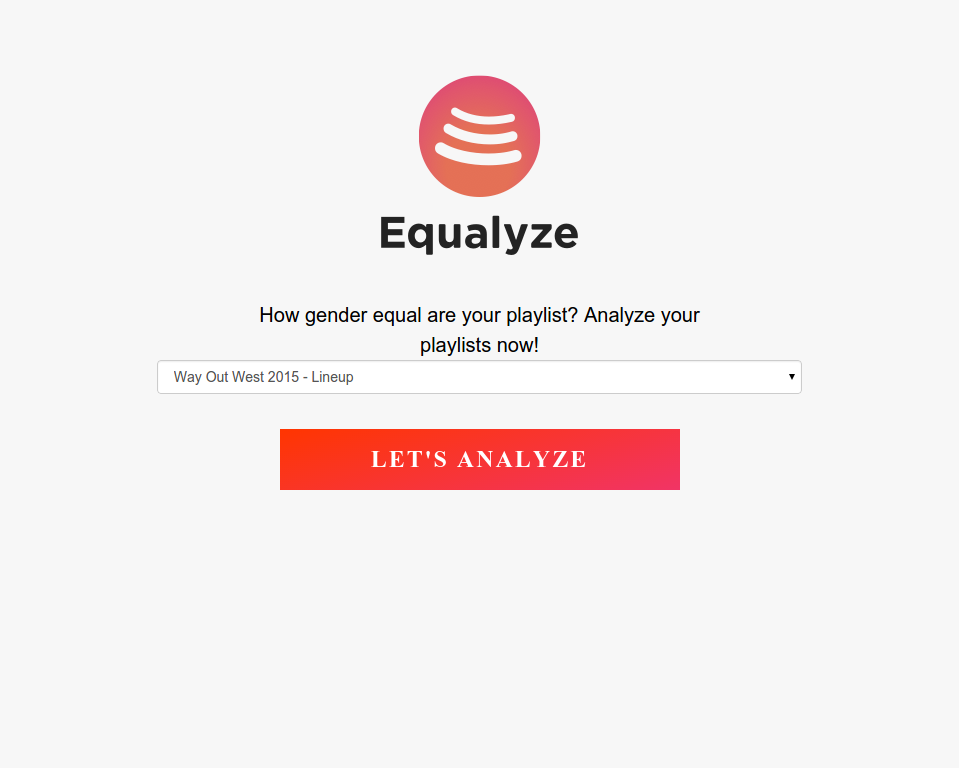 Equalyze
How gender equal are your playlist? Analyze your
playlists now!
Way Out West 2015 - Lineup
LET'S ANALYZE